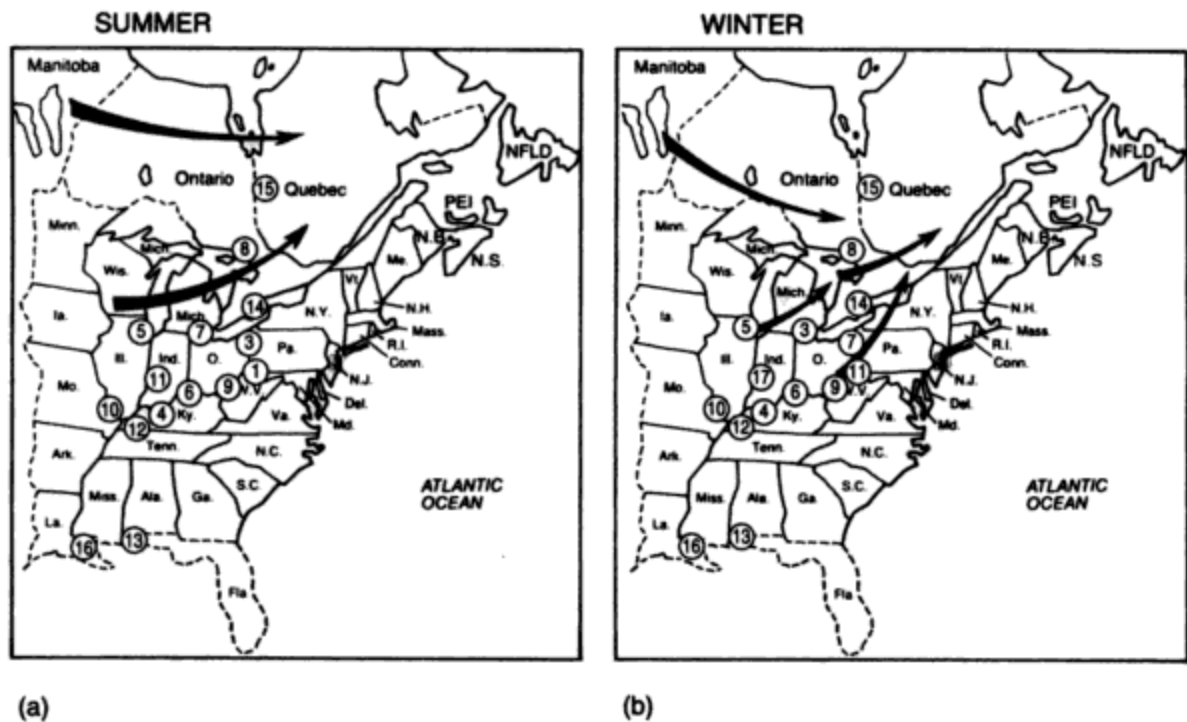 SUMMER
Manitoba
NFLD
Ontario
15 Quebec
PEI
Minn.
N.B.
8
Mich.
N.S.
Wis.
Me.
Vt.
14
N.H.
Ia.
5
Mich.
7
N.Y.
Mass.
3
R.I.
Ill.
Ind.
O.
Pa.
Conn.
1
11
N.J.
Mo.
6
9
W.V.
Del.
10
4
Ky.
Va.
Md.
12
Tenn.
N.C.
Ark.
S.C.
Miss.
Ala.
Ga.
ATLANTIC
OCEAN
La.
16
13
Fla
(a)
WINTER
Manitoba
NFLD
Ontario
15 Quebec
PEI
Minn.
N.B.
8
Mich.
N.S.
Wis.
Me.
Vt
14
N.H.
Ia.
5
Mich.
3
N.Y.
Mass.
7
R.I.
Ill.
Ind.
O.
Pa.
Conn.
17
11
N.J.
Mo.
6
9
W.V.
Del.
10
4
Ky.
Va.
Md.
12
Tenn.
N.C.
Ark.
S.C.
Miss.
Ala.
Ga.
ATLANTIC
OCEAN
La.
16
13
Fla
(b)